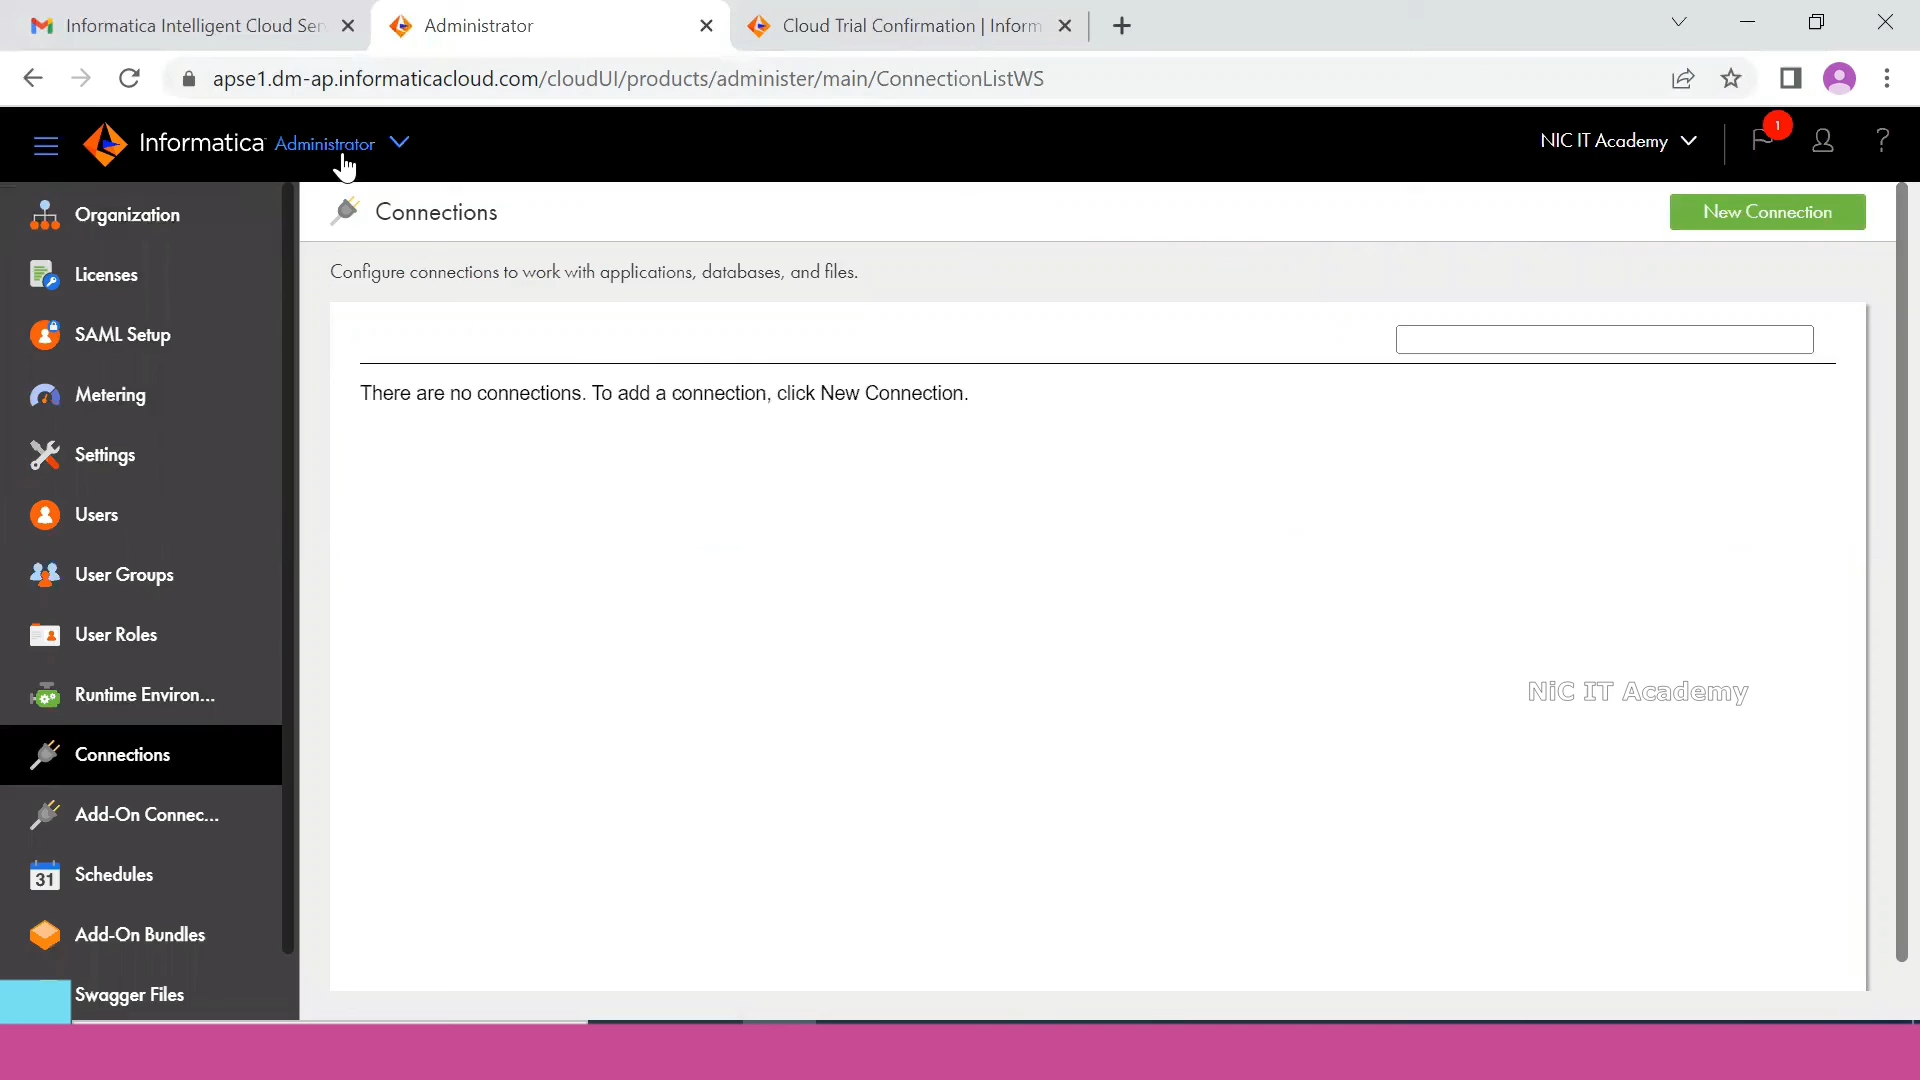 Informatica Intelligent Cloud Ser
Administrator
Cloud Trial Confirmation | Inform
apse1.dm-ap.informaticacloud.com/cloudUI/products/administer/main/ConnectionListWS
Informatica Administrator
NIC IT Academy
1
?
Organization
Licenses
SAML Setup
Metering
Settings
Users
User Groups
User Roles
Runtime Environ...
Connections
Add-On Connec...
31
Schedules
Add-On Bundles
Swagger Files
Connections
New Connection
Configure connections to work with applications, databases, and files.
There are no connections. To add a connection, click New Connection.
NiC IT Academy